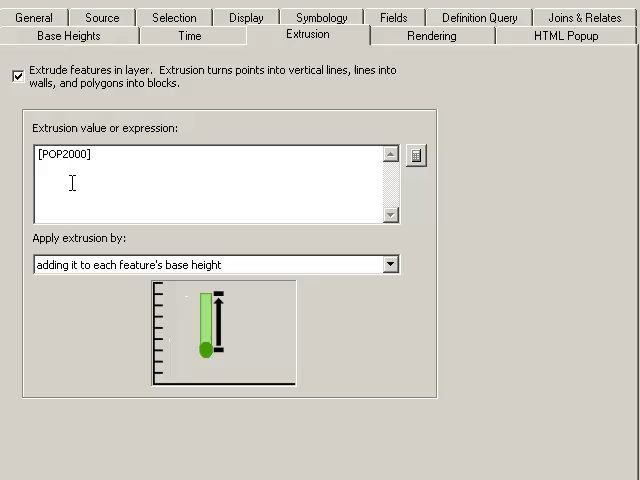 General Source Selection Display Symbology Fields Definition Query Joins & Relates
Base Heights Time Extrusion Rendering HTML Popup
Extrude features in layer. Extrusion turns points into vertical lines, lines into
walls, and polygons into blocks.
Extrusion value or expression:
[POP2000]
Apply extrusion by:
adding it to each feature's base height